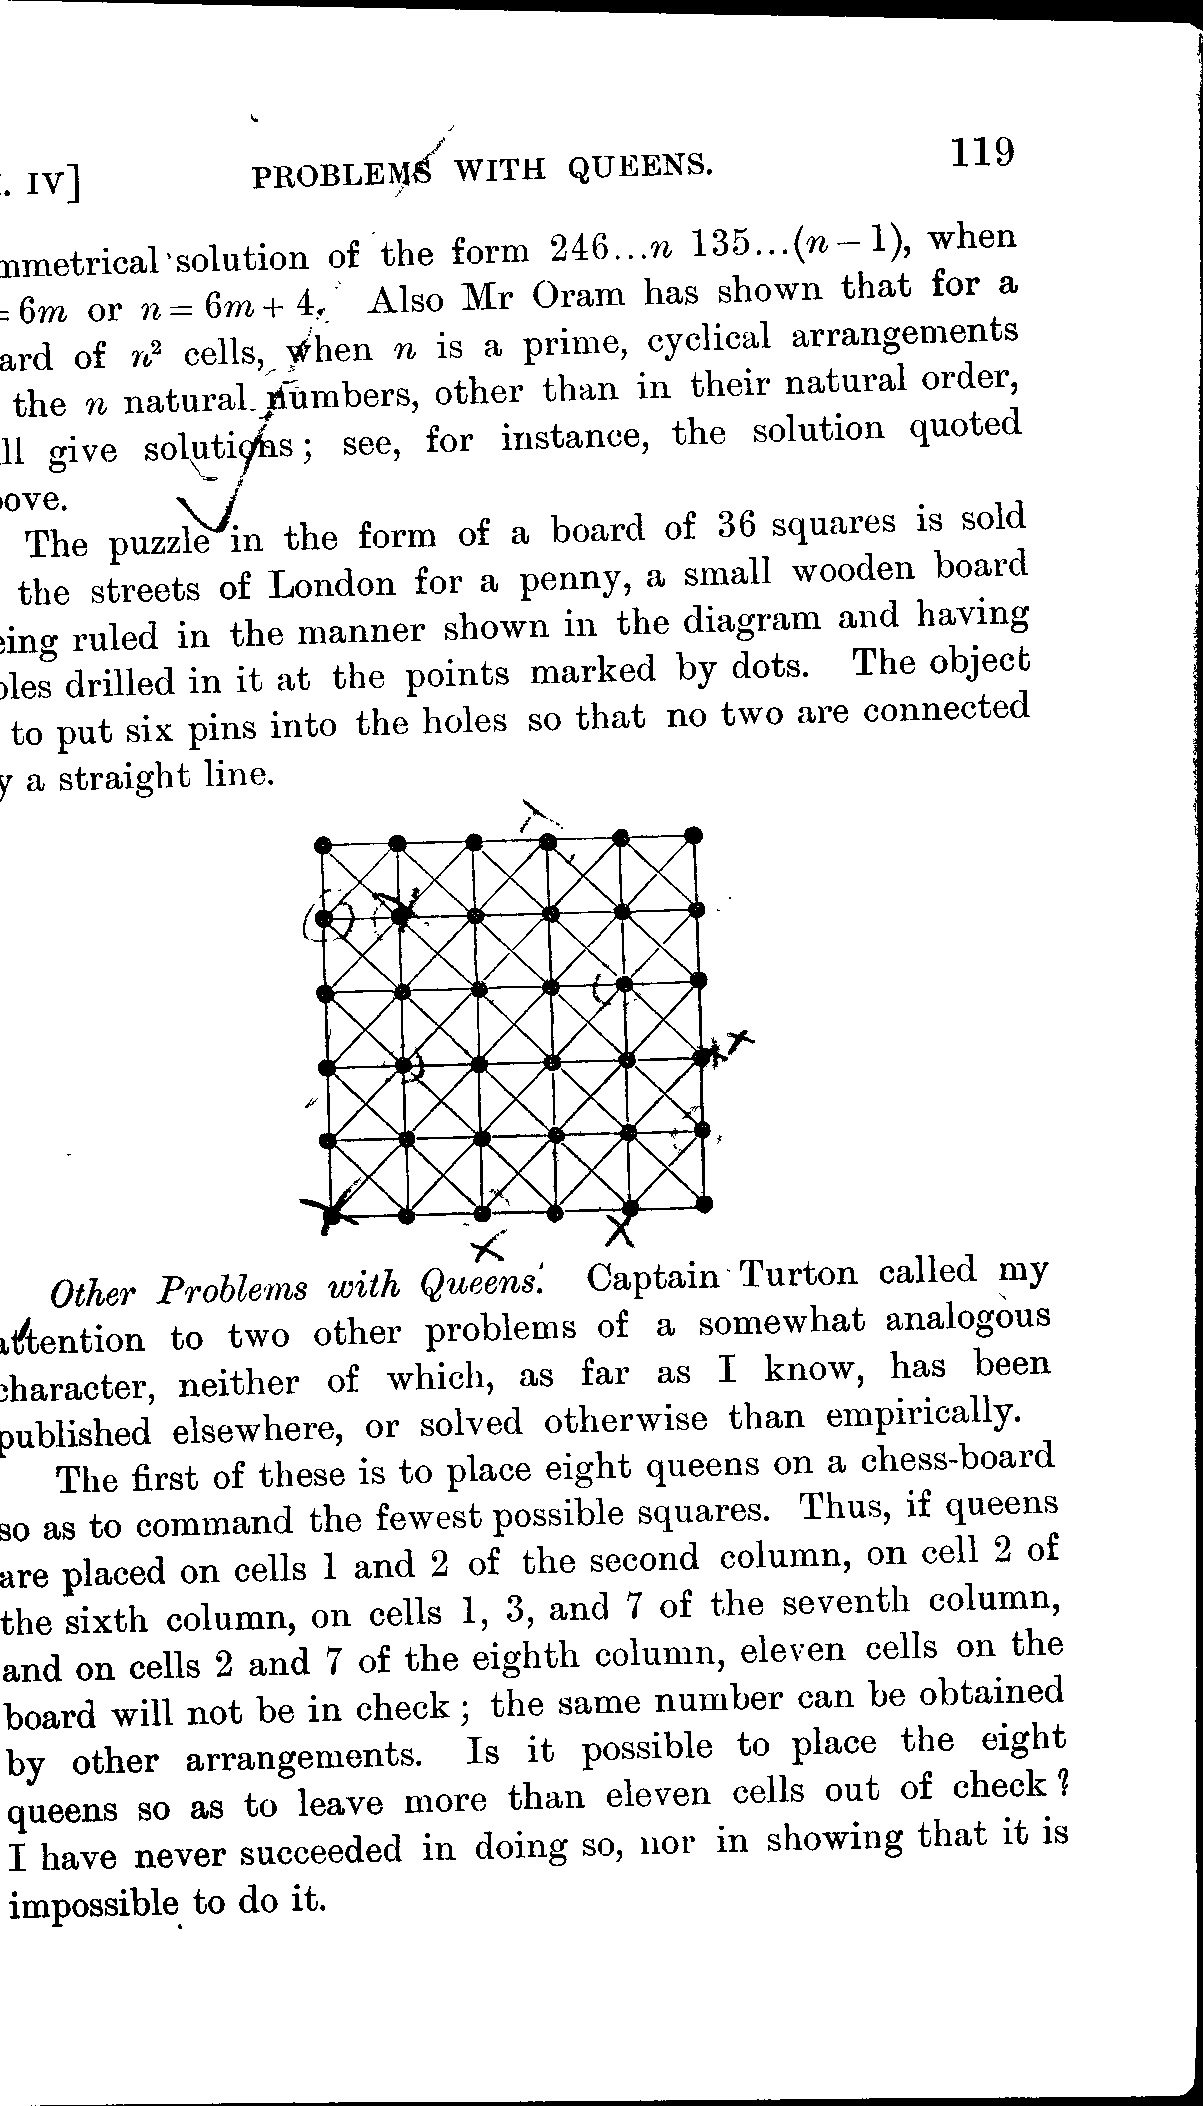 . IV] PROBLEMS WITH QUEENS. 119
mmetrical solution of the form 246...n 135...(n − 1), when
= 6m or n = 6m + 4. Also Mr Oram has shown that for a
ard of n² cells, when n is a prime, cyclical arrangements
the n natural numbers, other than in their natural order,
ll give solutions; see, for instance, the solution quoted
ove.
The puzzle in the form of a board of 36 squares is sold
the streets of London for a penny, a small wooden board
eing ruled in the manner shown in the diagram and having
oles drilled in it at the points marked by dots. The object
to put six pins into the holes so that no two are connected
y a straight line.
Other Problems with Queens. Captain Turton called my
attention to two other problems of a somewhat analogous
character, neither of which, as far as I know, has been
published elsewhere, or solved otherwise than empirically.
The first of these is to place eight queens on a chess-board
so as to command the fewest possible squares. Thus, if queens
are placed on cells 1 and 2 of the second column, on cell 2 of
the sixth column, on cells 1, 3, and 7 of the seventh column,
and on cells 2 and 7 of the eighth column, eleven cells on the
board will not be in check; the same number can be obtained
by other arrangements. Is it possible to place the eight
queens so as to leave more than eleven cells out of check?
I have never succeeded in doing so, nor in showing that it is
impossible to do it.